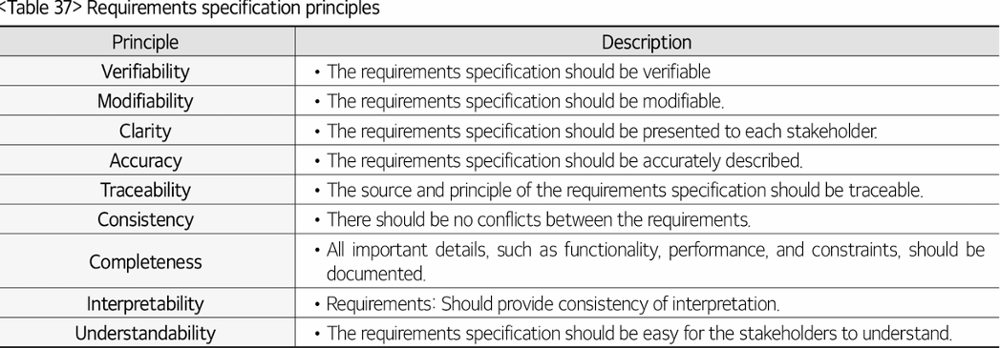 <Table 37> Requirements specification principles
Principle Description
Verifiability • The requirements specification should be verifiable
Modifiability • The requirements specification should be modifiable.
Clarity • The requirements specification should be presented to each stakeholder.
Accuracy • The requirements specification should be accurately described.
Traceability • The source and principle of the requirements specification should be traceable.
Consistency • There should be no conflicts between the requirements.
Completeness • All important details, such as functionality, performance, and constraints, should be
documented.
Interpretability • Requirements: Should provide consistency of interpretation.
Understandability • The requirements specification should be easy for the stakeholders to understand.